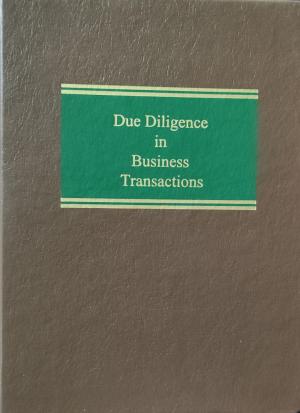 Due Diligence
in
Business
Transactions